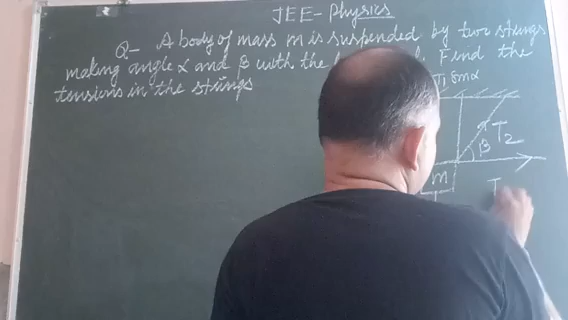 JEE-Physics
Q- A body of mass m is suspended by two strings
making angle α and β with the Find the
tensions in the strings
T1 sinα
T2
β
m
T